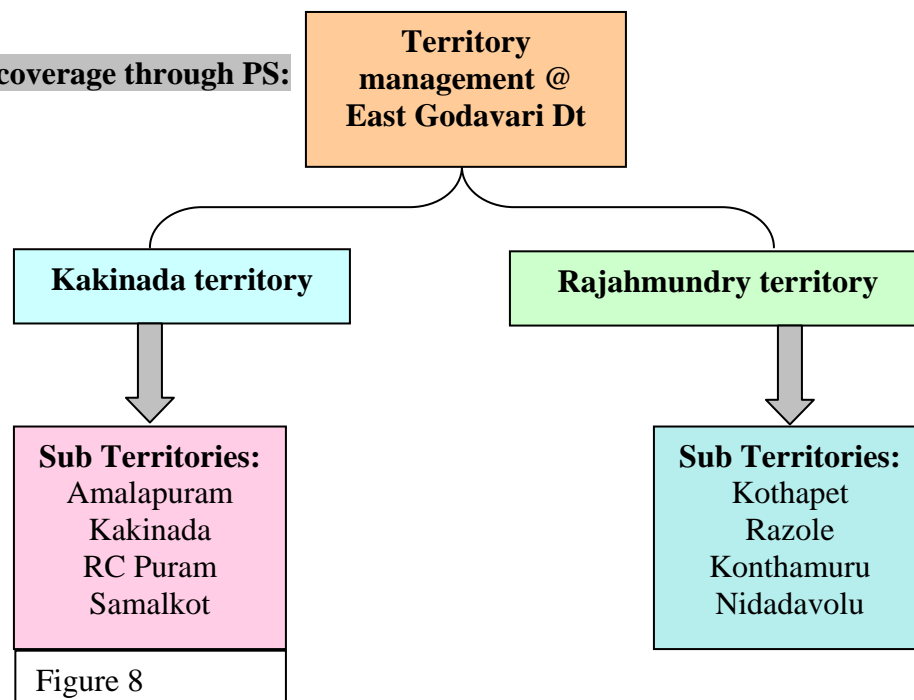 coverage through PS:
Territory
management @
East Godavari Dt
Kakinada territory
Rajahmundry territory
Sub Territories:
Amalapuram
Kakinada
RC Puram
Samalkot
Sub Territories:
Kothapet
Razole
Konthamuru
Nidadavolu
Figure 8